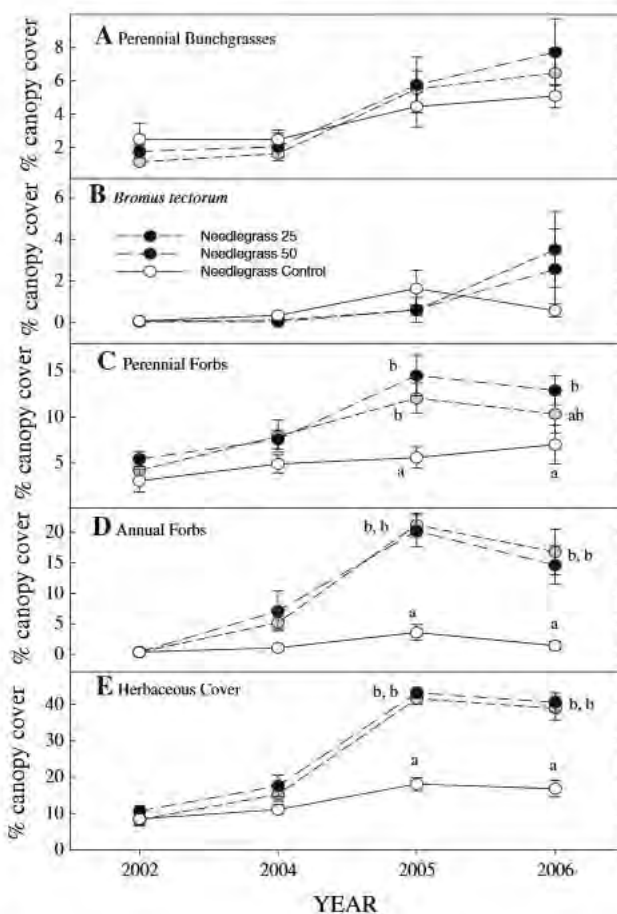 A Perennial Bunchgrasses
% canopy cover
8
6
4
2
B Bromus tectorum
Needlegrass 25
Needlegrass 50
Needlegrass Control
% canopy cover
6
4
2
0
C Perennial Forbs
% canopy cover
15
10
5
b
b
b
ab
a
a
D Annual Forbs
% canopy cover
20
15
10
5
0
b, b
b, b
a
a
E Herbaceous Cover
% canopy cover
40
30
20
10
0
b, b
b, b
a
a
2002 2004 2005 2006
YEAR